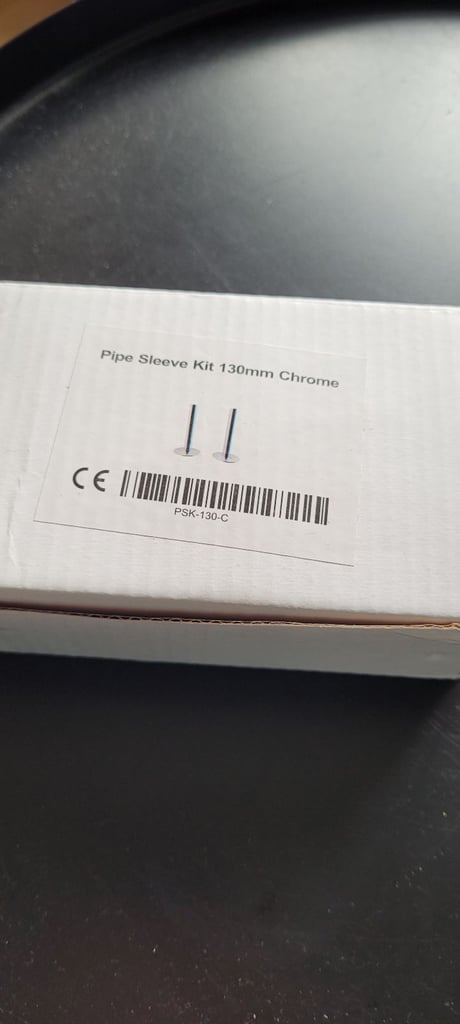 Pipe Sleeve Kit 130mm Chrome
CE
PSK-130-C